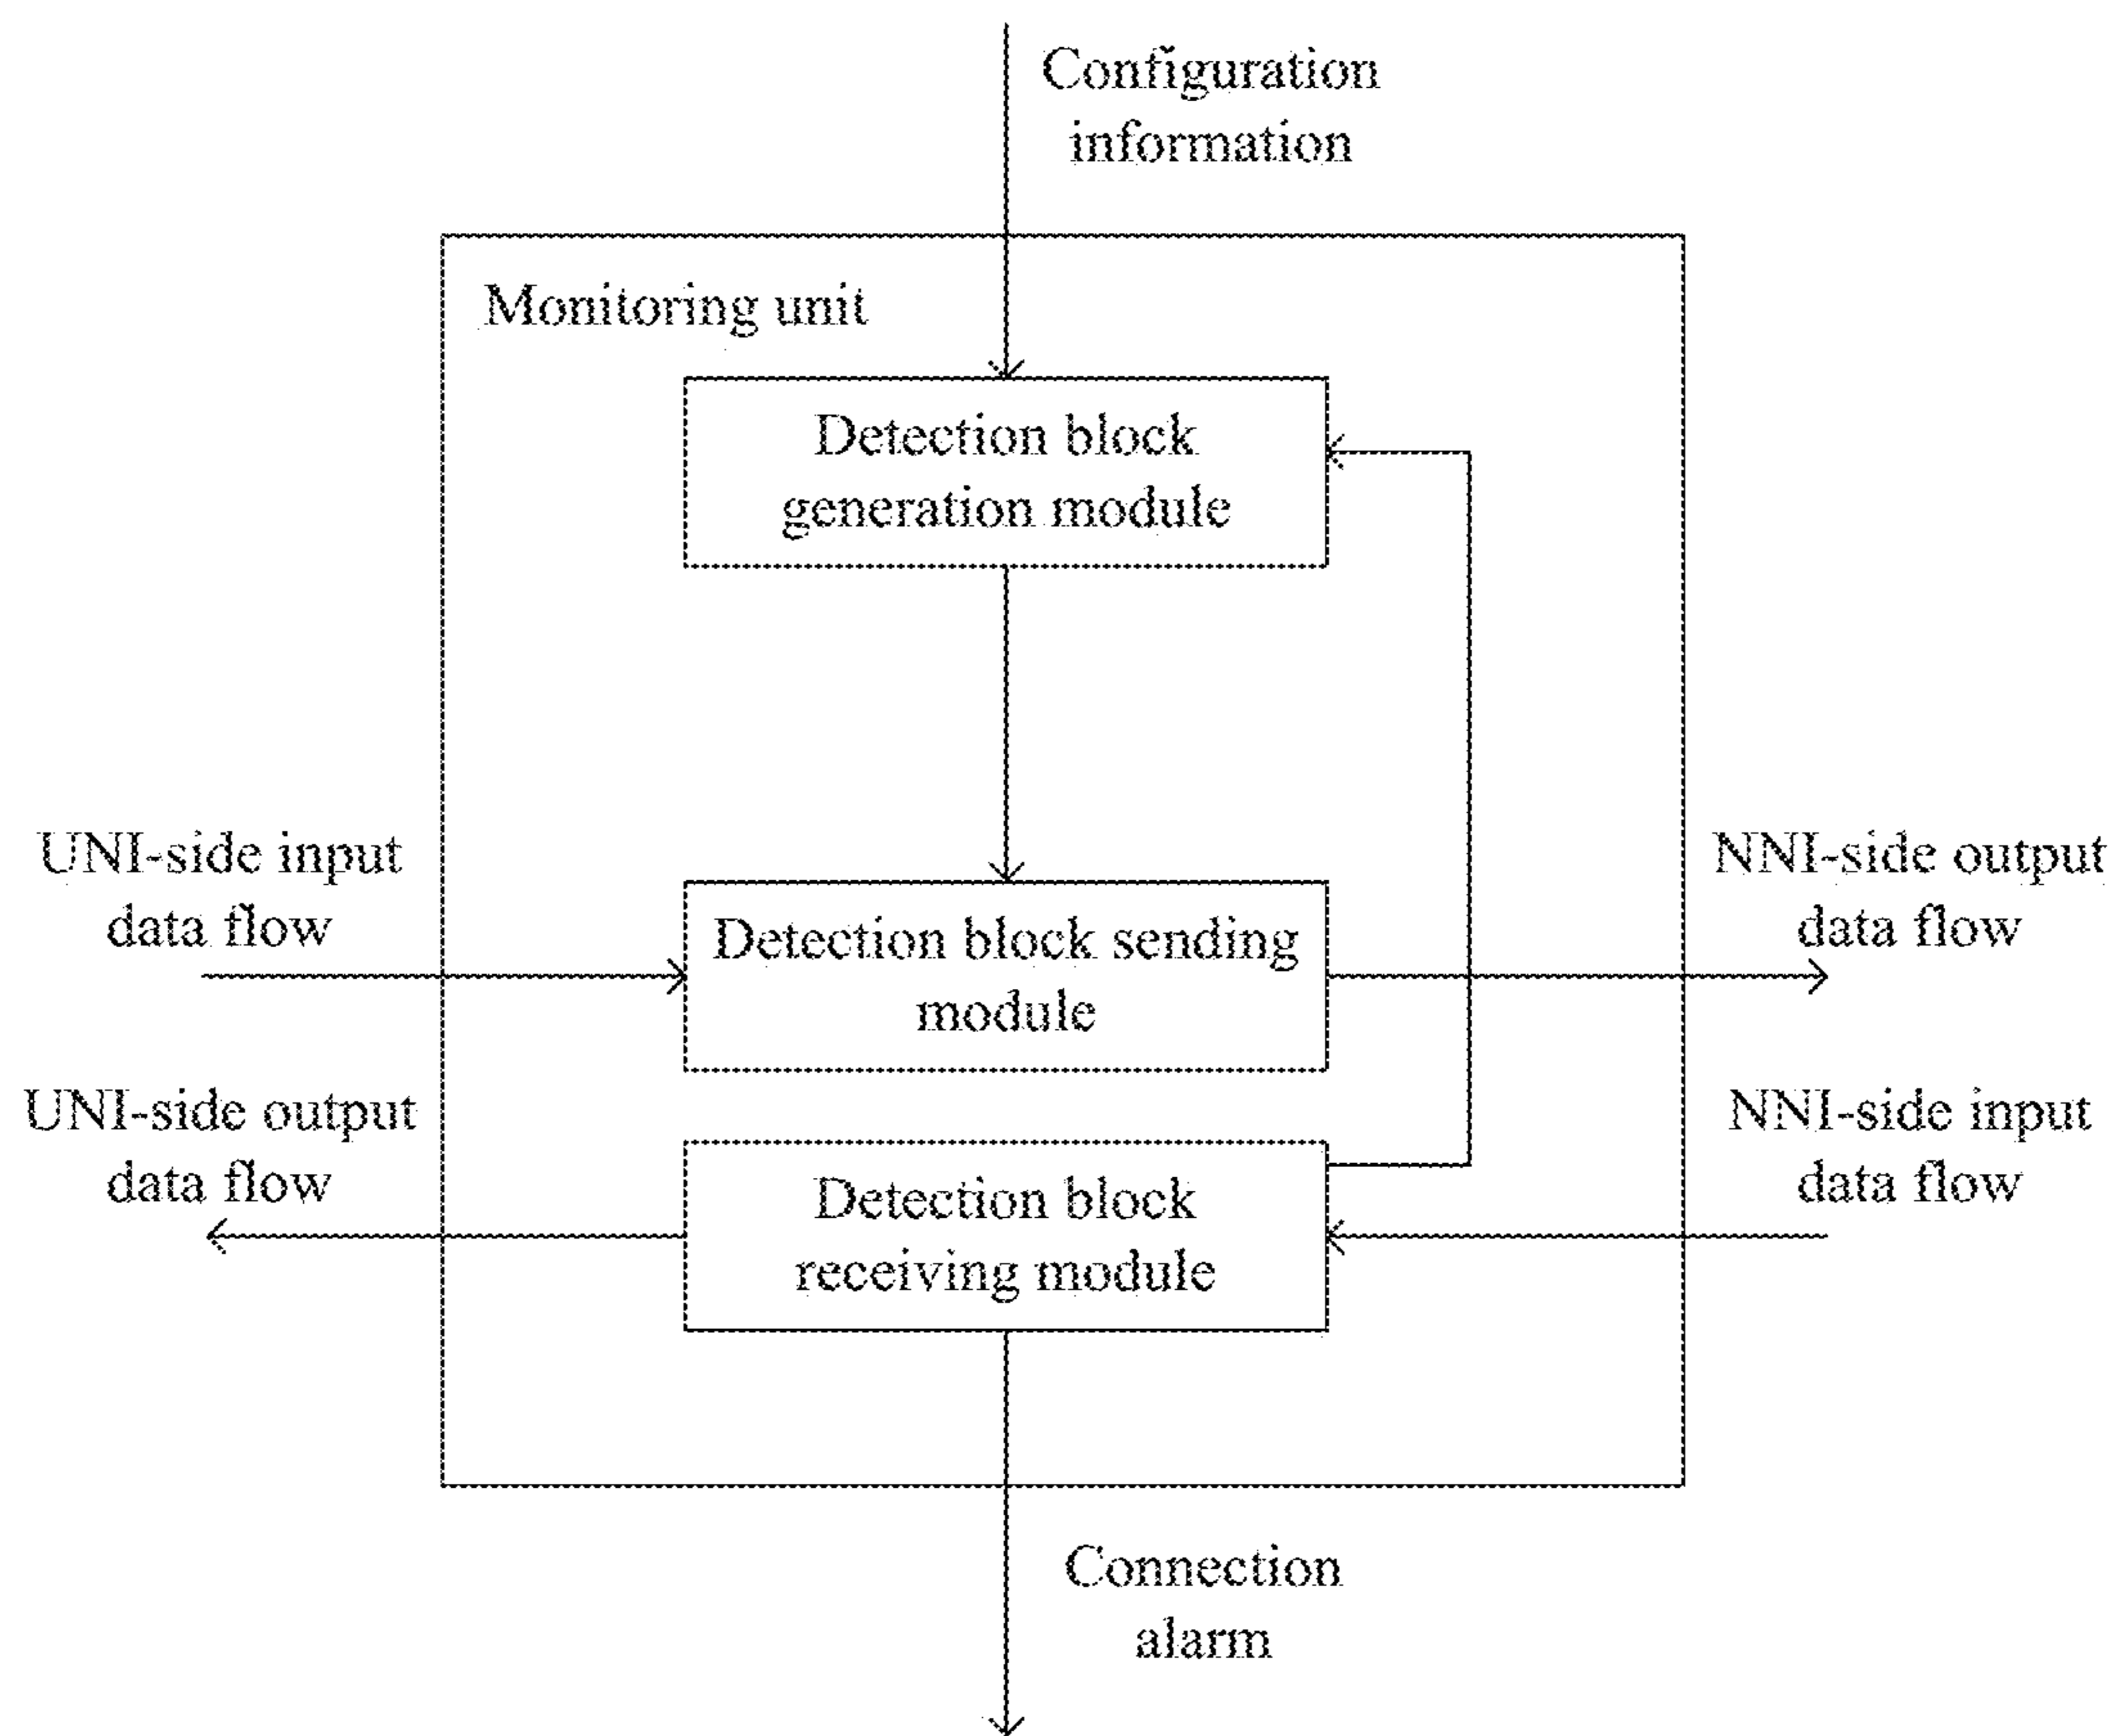 Configuration
information
Monitoring unit
Detection block
generation module
UNI-side input
data flow
Detection block sending
module
NNI-side output
data flow
UNI-side output
data flow
Detection block
receiving module
NNI-side input
data flow
Connection
alarm